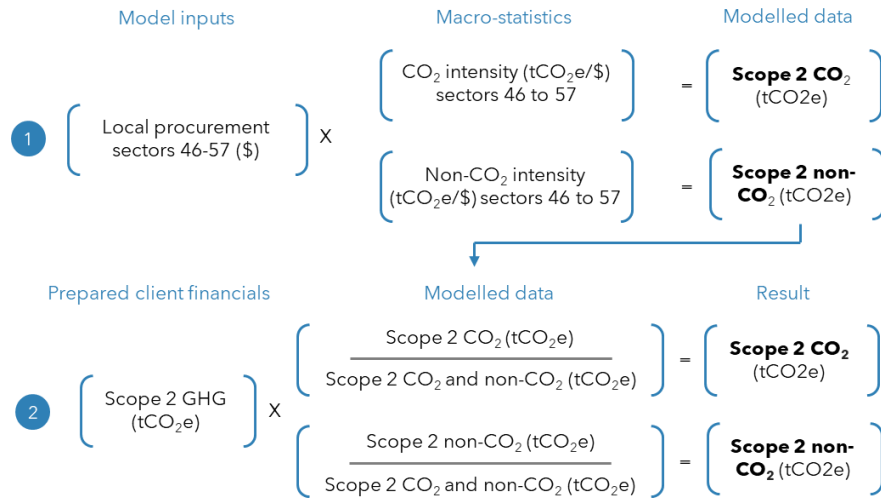 Model inputs
Macro-statistics
Modelled data
1
Local procurement
sectors 46-57 ($)
X
CO₂ intensity (tCO₂e/$)
sectors 46 to 57
=
Scope 2 CO₂
(tCO2e)
Non-CO₂ intensity
(tCO₂e/$) sectors 46 to 57
=
Scope 2 non-
CO₂ (tCO2e)
Prepared client financials
Modelled data
Result
2
Scope 2 GHG
(tCO₂e)
X
Scope 2 CO₂ (tCO₂e)
Scope 2 CO₂ and non-CO₂ (tCO₂e)
=
Scope 2 CO₂
(tCO2e)
Scope 2 non-CO₂ (tCO₂e)
Scope 2 CO₂ and non-CO₂ (tCO₂e)
=
Scope 2 non-
CO₂ (tCO2e)